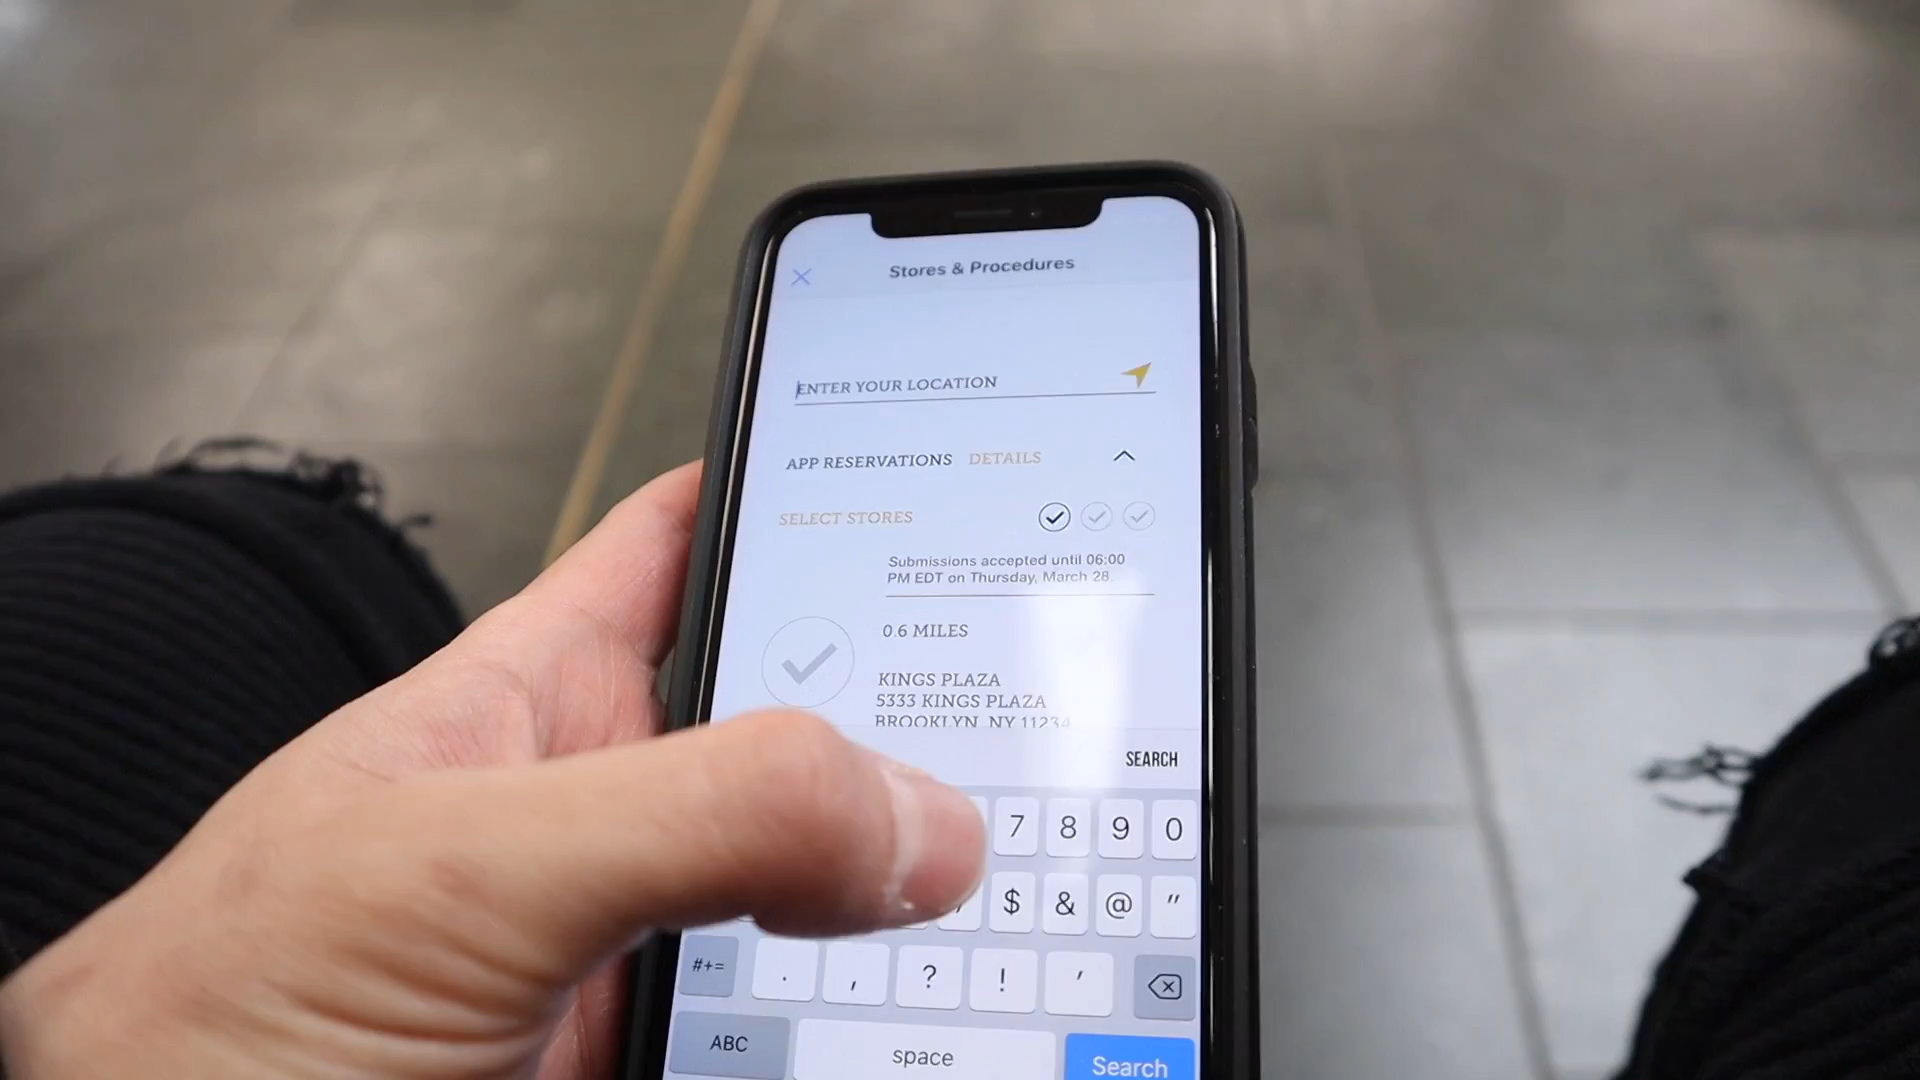 Stores & Procedures
ENTER YOUR LOCATION
APP RESERVATIONS DETAILS
SELECT STORES
Submissions accepted until 06:00
PM EDT on Thursday, March 28.
0.6 MILES
KINGS PLAZA
5333 KINGS PLAZA
BROOKLYN, NY 11234
SEARCH
7 8 9 0
$ & @ "
#+= . , ? ! '
ABC space Search